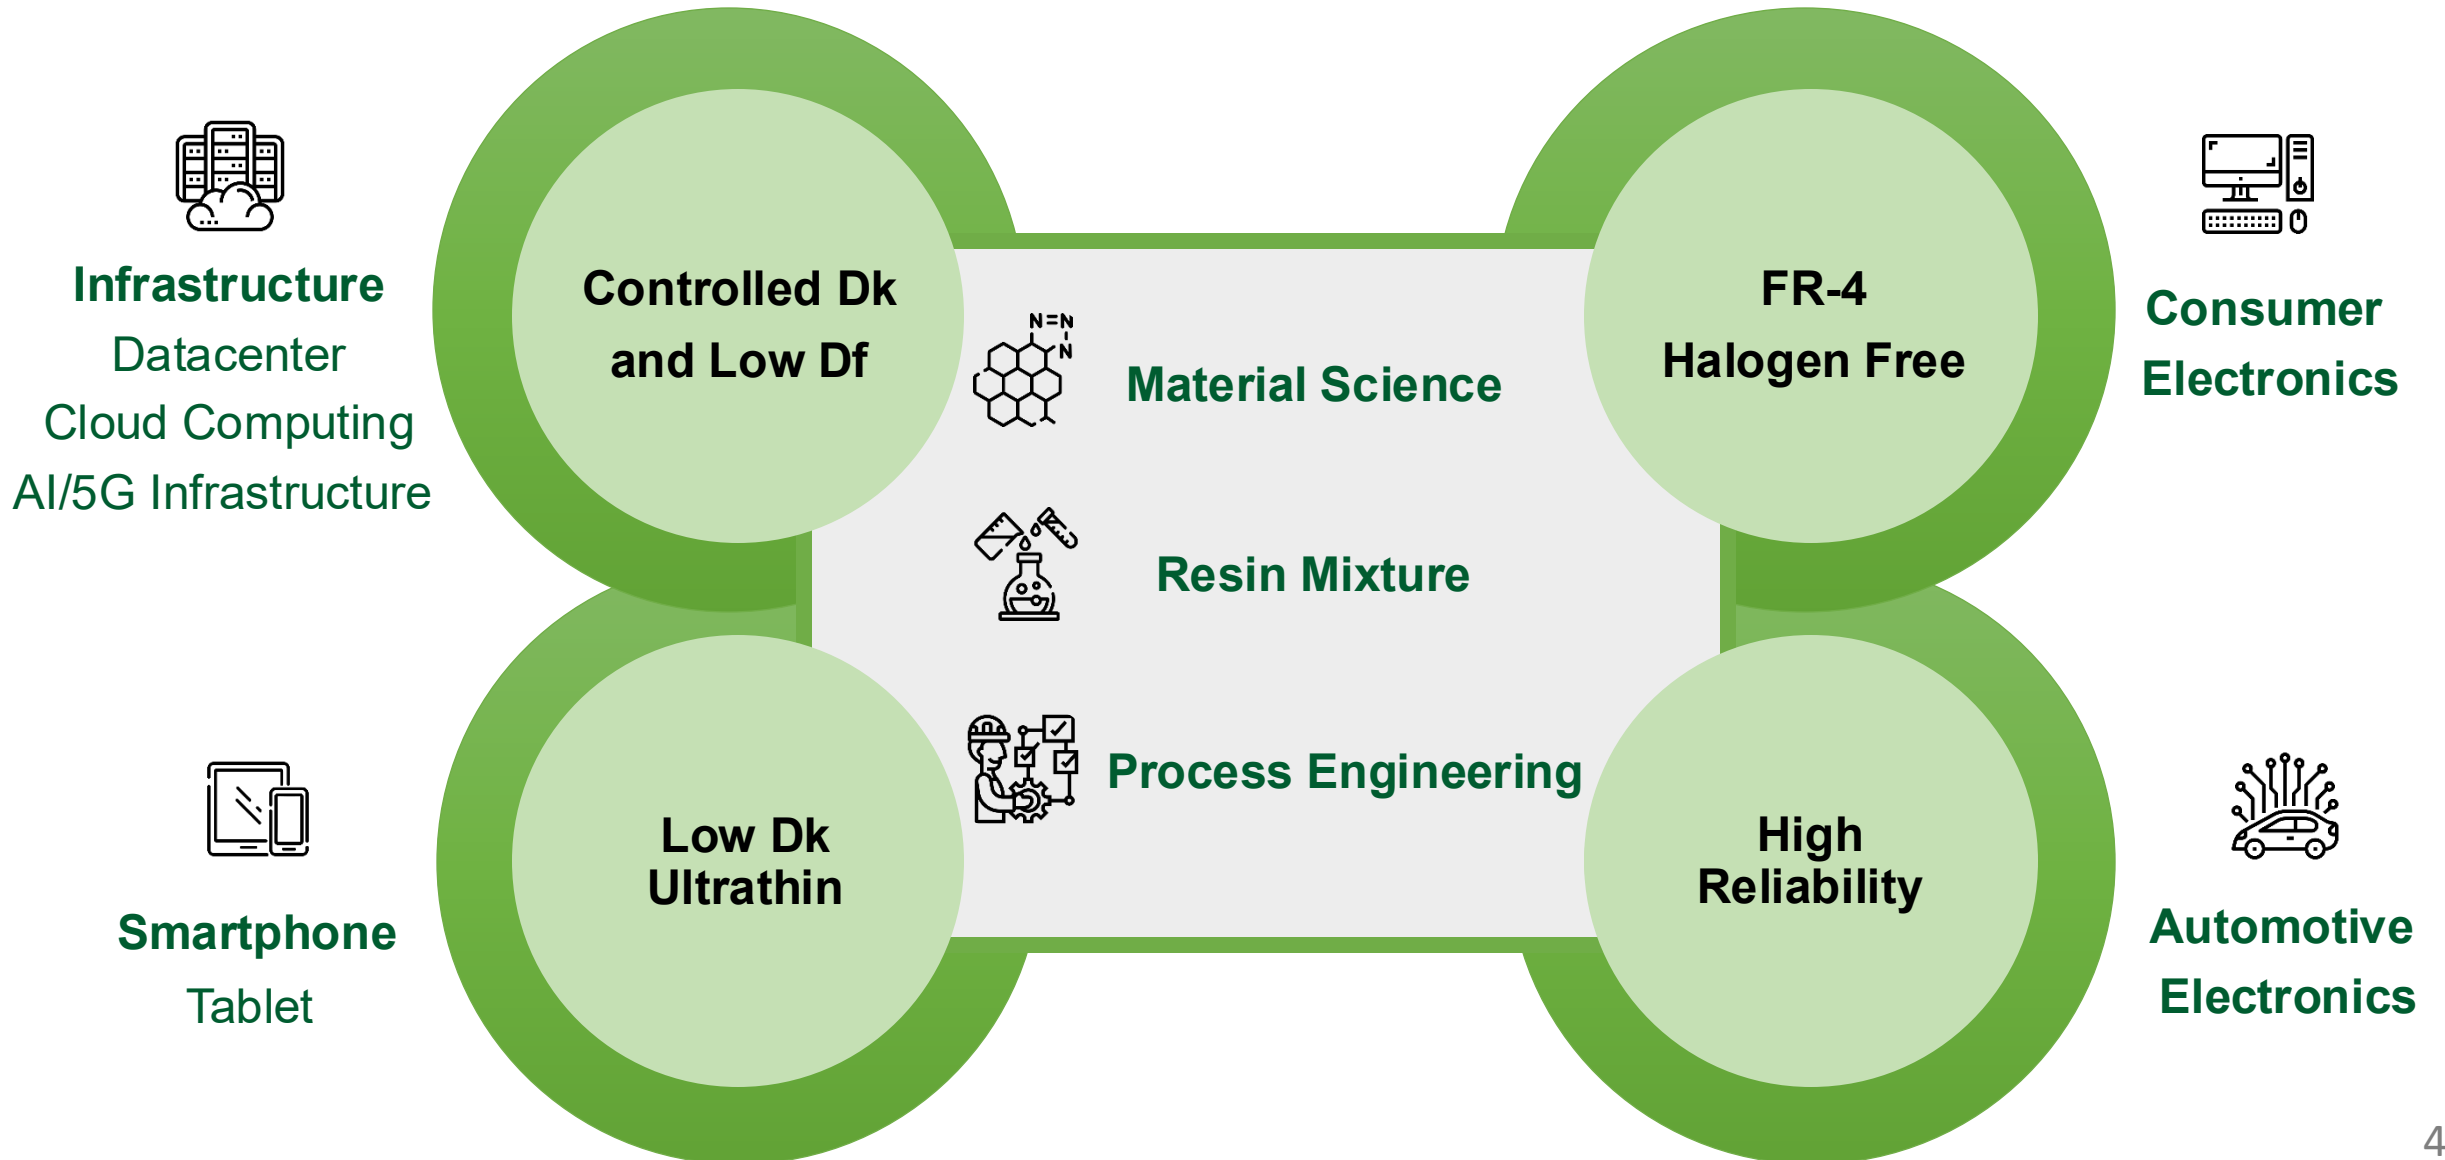 Infrastructure
Datacenter
Cloud Computing
AI/5G Infrastructure
Controlled Dk
and Low Df
N=N
N
Material Science
Resin Mixture
Process Engineering
FR-4
Halogen Free
Consumer
Electronics
Smartphone
Tablet
Low Dk
Ultrathin
High
Reliability
Automotive
Electronics
4